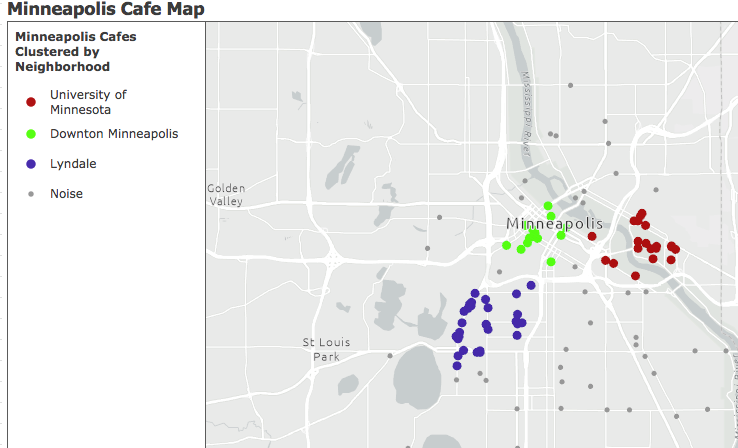 Minneapolis Cafe Map
Minneapolis Cafes
Clustered by
Neighborhood
University of
Minnesota
Downton Minneapolis
Lyndale
Noise
Mississippi River
Golden
Valley
Minneapolis
St Louis
Park